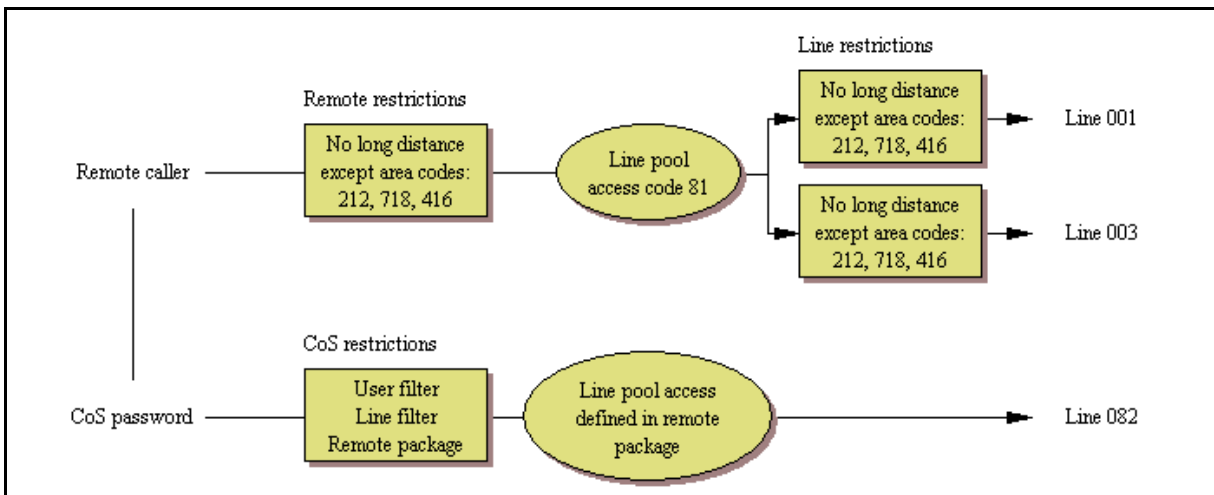 Line restrictions
Remote restrictions
No long distance
except area codes:
212, 718, 416
Line 001
Remote caller
No long distance
except area codes:
212, 718, 416
Line pool
access code 81
No long distance
except area codes:
212, 718, 416
Line 003
CoS restrictions
CoS password
User filter
Line filter
Remote package
Line pool access
defined in remote
package
Line 082